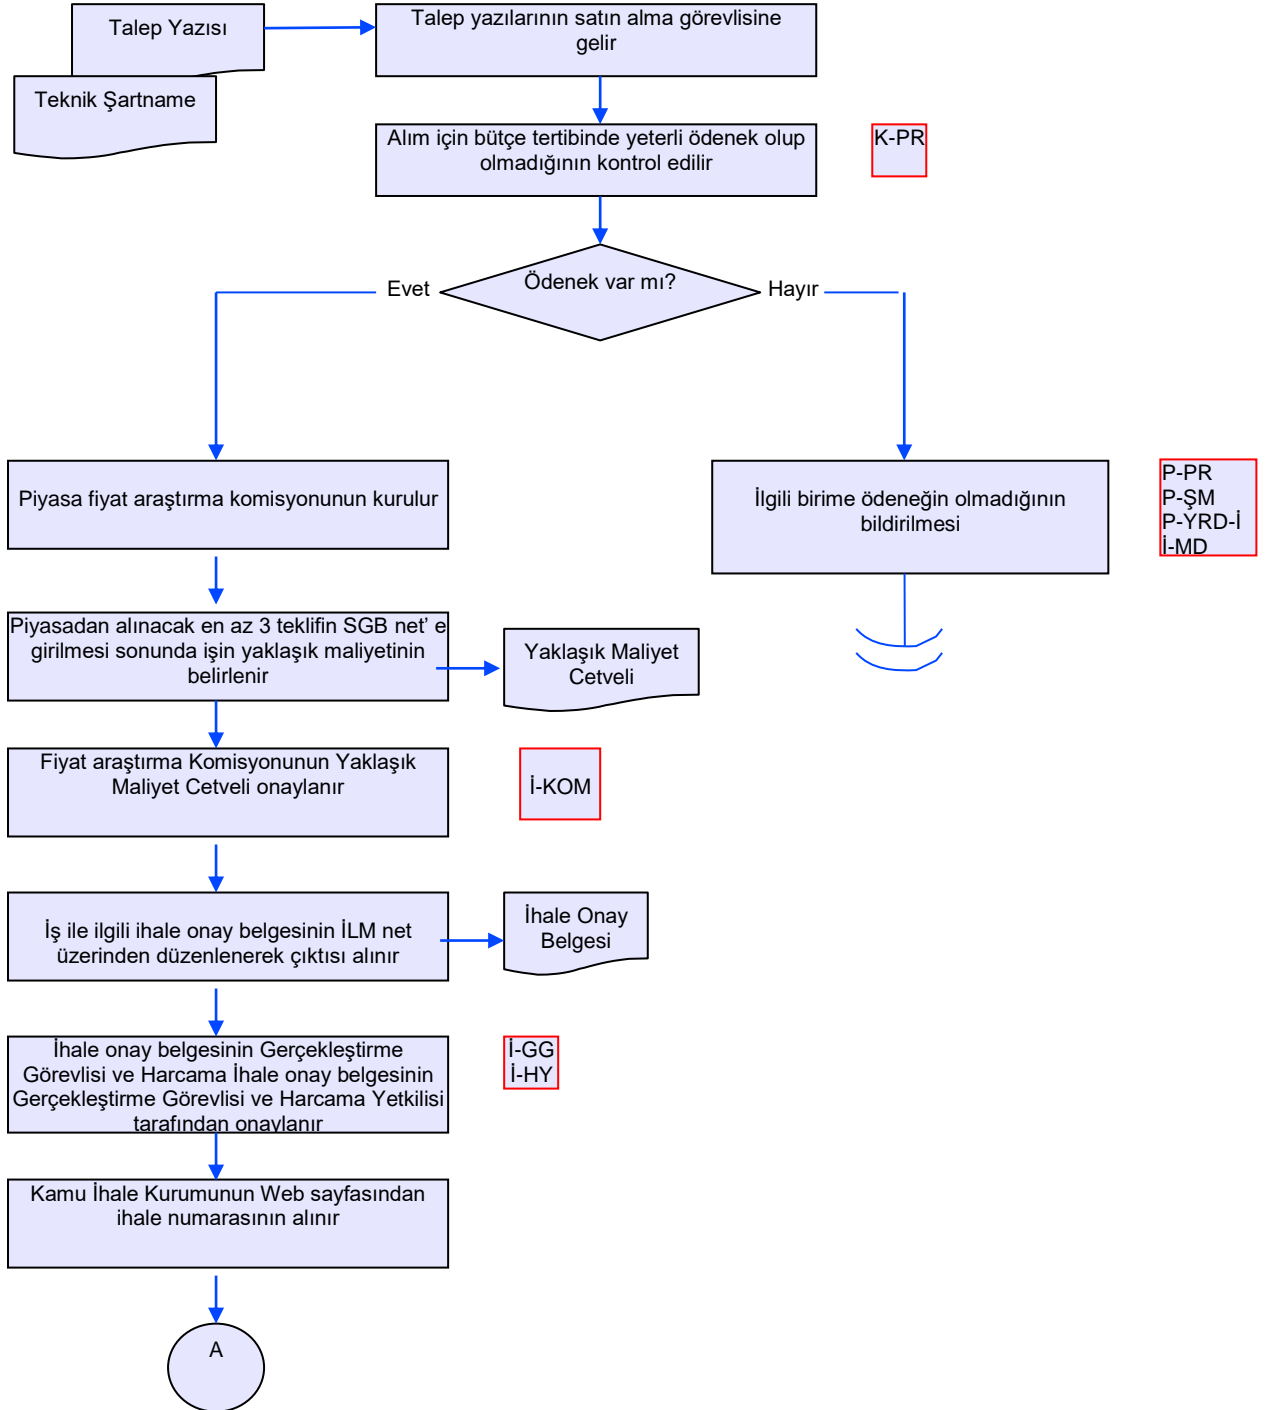 Talep Yazısı
Teknik Şartname
Talep yazılarının satın alma görevlisine
gelir
Alım için bütçe tertibinde yeterli ödenek olup
olmadığının kontrol edilir
K-PR
Ödenek var mı?
Evet
Hayır
Piyasa fiyat araştırma komisyonunun kurulur
İlgili birime ödeneğin olmadığının
bildirilmesi
P-PR
P-ŞM
P-YRD-İ
İ-MD
Piyasadan alınacak en az 3 teklifin SGB net’ e
girilmesi sonunda işin yaklaşık maliyetinin
belirlenir
Yaklaşık Maliyet
Cetveli
Fiyat araştırma Komisyonunun Yaklaşık
Maliyet Cetveli onaylanır
İ-KOM
İş ile ilgili ihale onay belgesinin İLM net
üzerinden düzenlenerek çıktısı alınır
İhale Onay
Belgesi
İhale onay belgesinin Gerçekleştirme
Görevlisi ve Harcama İhale onay belgesinin
Gerçekleştirme Görevlisi ve Harcama Yetkilisi
tarafından onaylanır
İ-GG
İ-HY
Kamu İhale Kurumunun Web sayfasından
ihale numarasının alınır
A